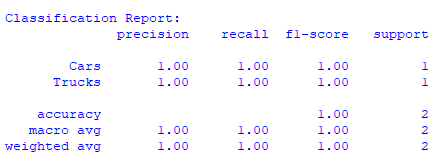 Classification Report:
precision recall f1-score support
Cars 1.00 1.00 1.00 1
Trucks 1.00 1.00 1.00 1
accuracy 1.00 2
macro avg 1.00 1.00 1.00 2
weighted avg 1.00 1.00 1.00 2